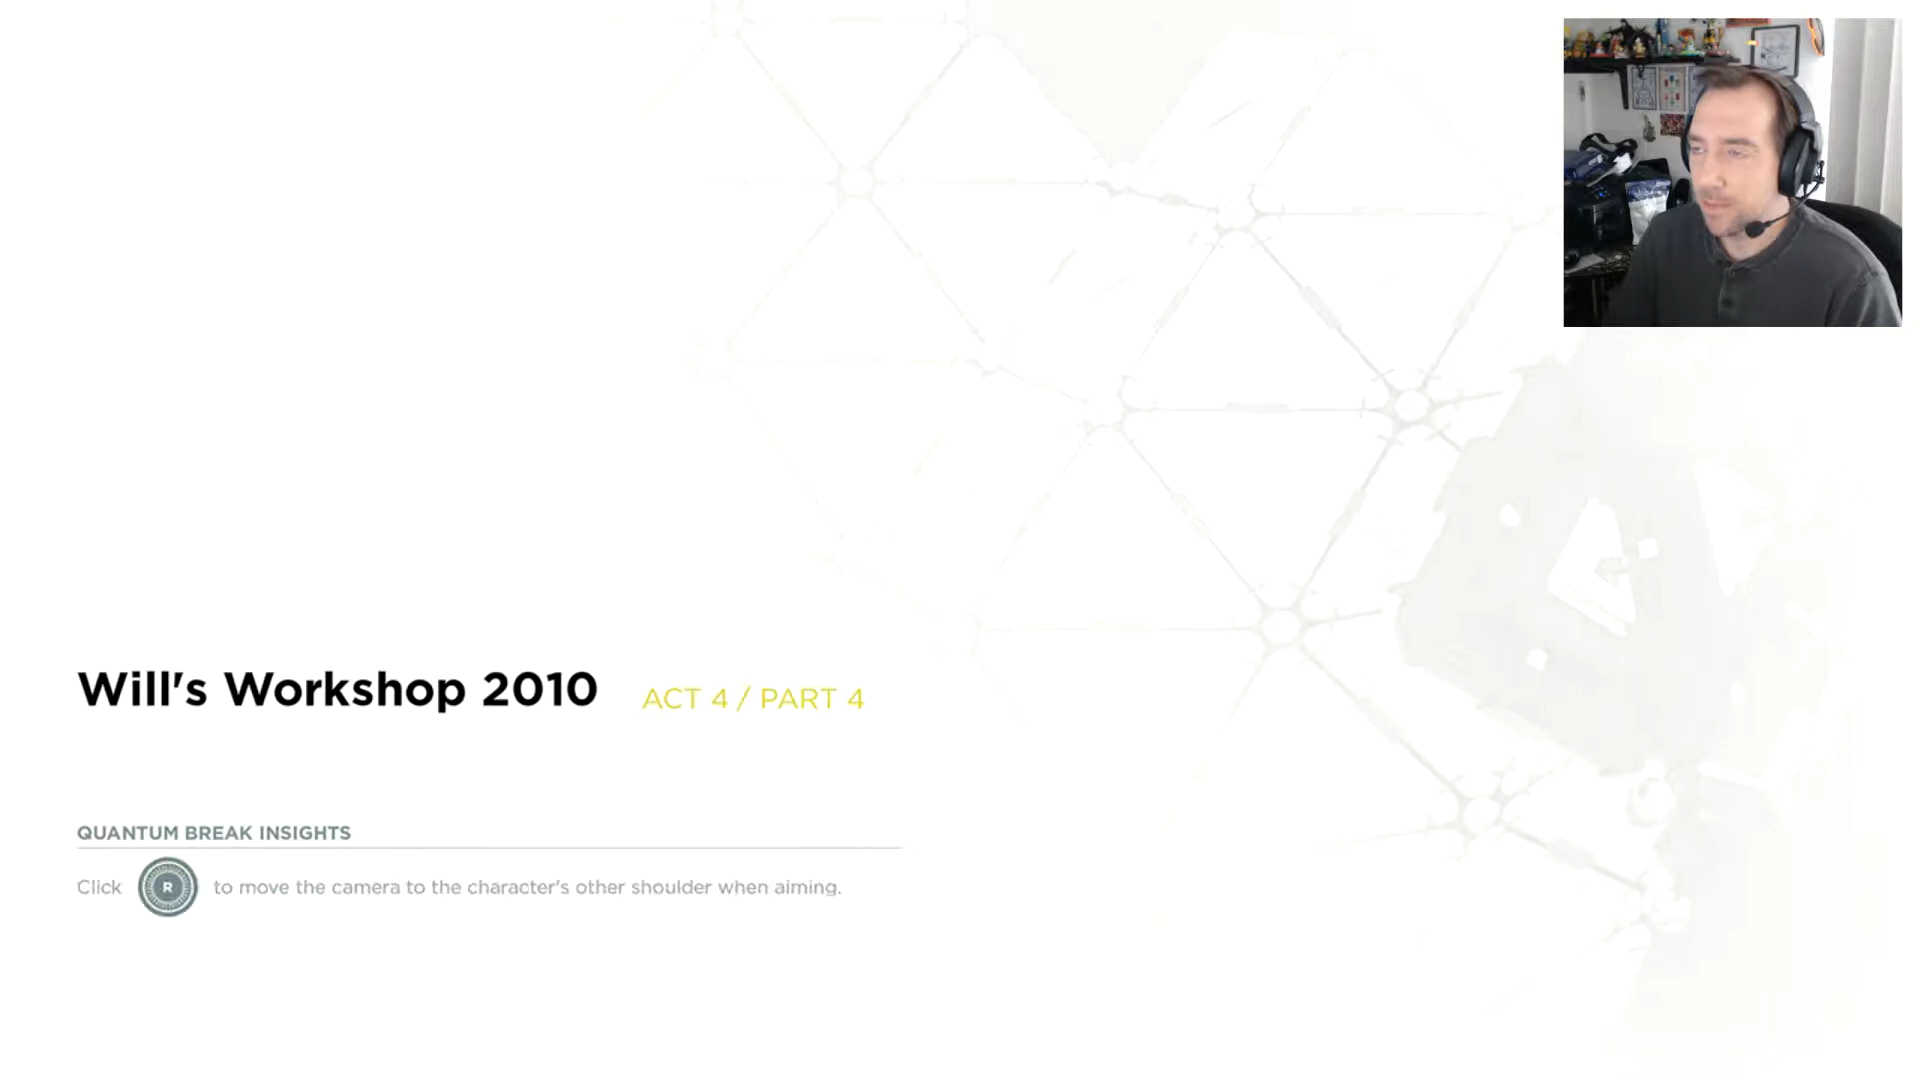 Will's Workshop 2010 ACT 4 / PART 4
QUANTUM BREAK INSIGHTS
Click R to move the camera to the character's other shoulder when aiming.